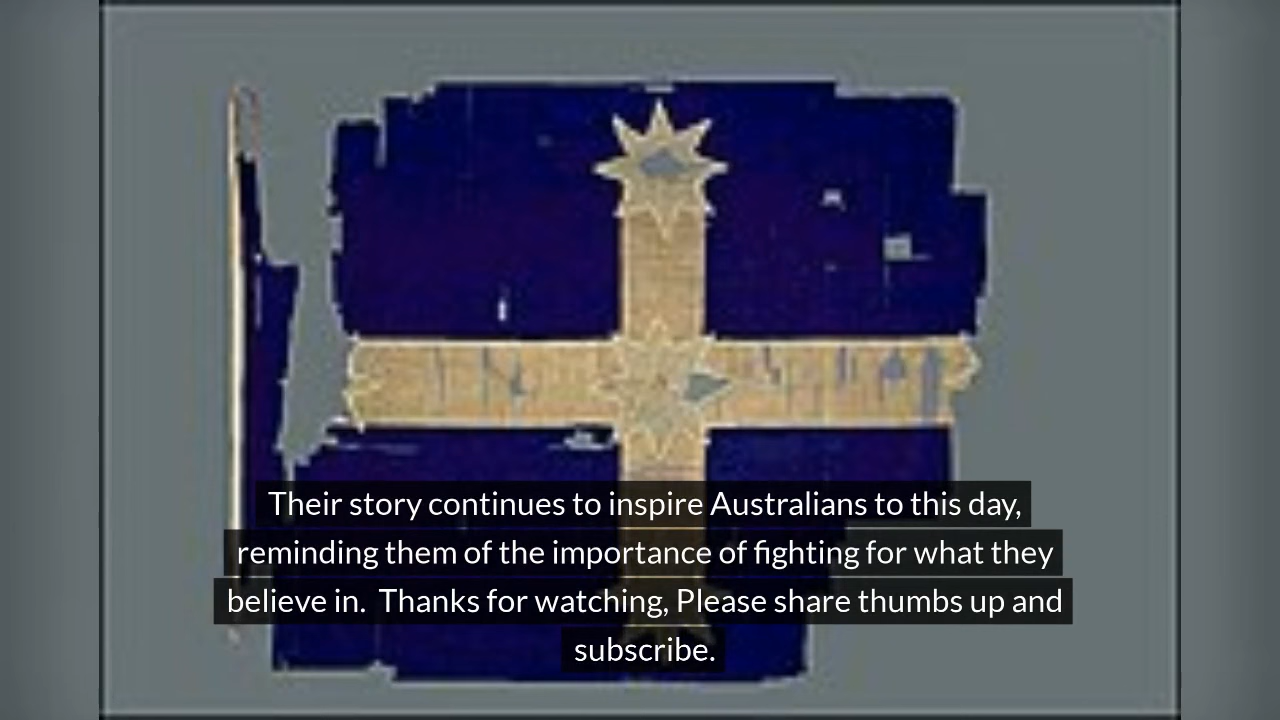 Their story continues to inspire Australians to this day,
reminding them of the importance of fighting for what they
believe in.  Thanks for watching, Please share thumbs up and
subscribe.